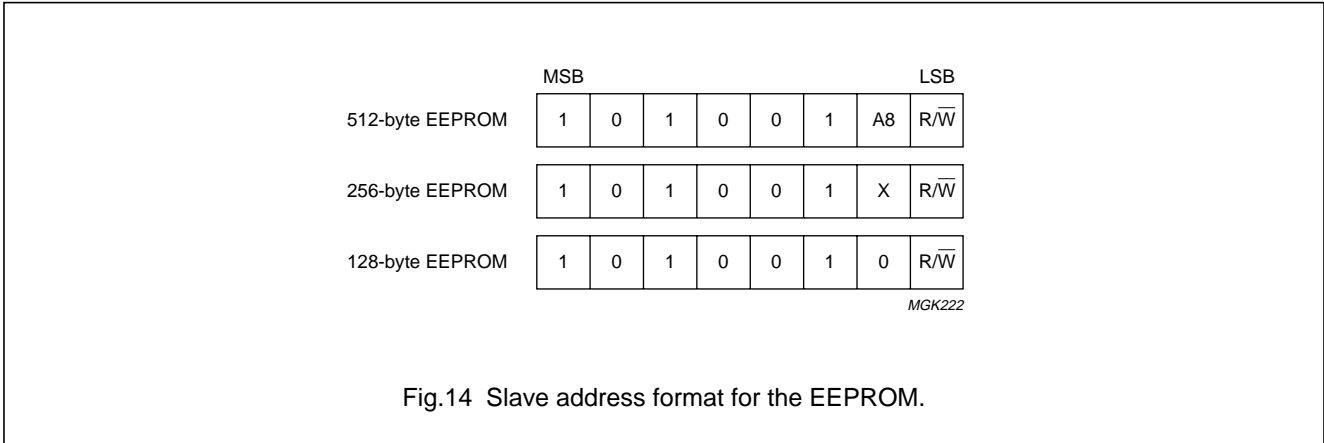 MSB LSB
512-byte EEPROM 1 0 1 0 0 1 A8 R/W̅
256-byte EEPROM 1 0 1 0 0 1 X R/W̅
128-byte EEPROM 1 0 1 0 0 1 0 R/W̅
MGK222
Fig.14 Slave address format for the EEPROM.